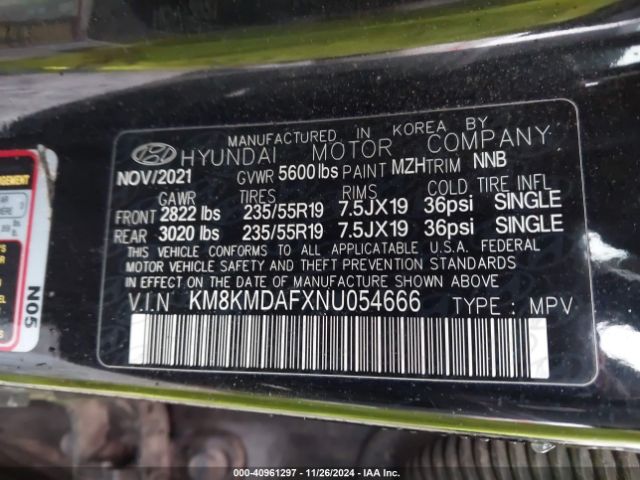 MANUFACTURED IN KOREA BY
HYUNDAI MOTOR COMPANY
NOV/2021 GVWR 5600 lbs PAINT MZH TRIM NNB
GAWR TIRES RIMS COLD TIRE INFL
FRONT 2822 lbs 235/55R19 7.5JX19 36psi SINGLE
REAR 3020 lbs 235/55R19 7.5JX19 36psi SINGLE
THIS VEHICLE CONFORMS TO ALL APPLICABLE U.S.A. FEDERAL
MOTOR VEHICLE SAFETY AND THEFT PREVENTION STANDARDS
IN EFFECT ON THE DATE OF MANUFACTURE SHOWN ABOVE
V.I.N KM8KMDAFXNU054666 TYPE : MPV
N05
000-40961297 - 11/26/2024 - IAA Inc.